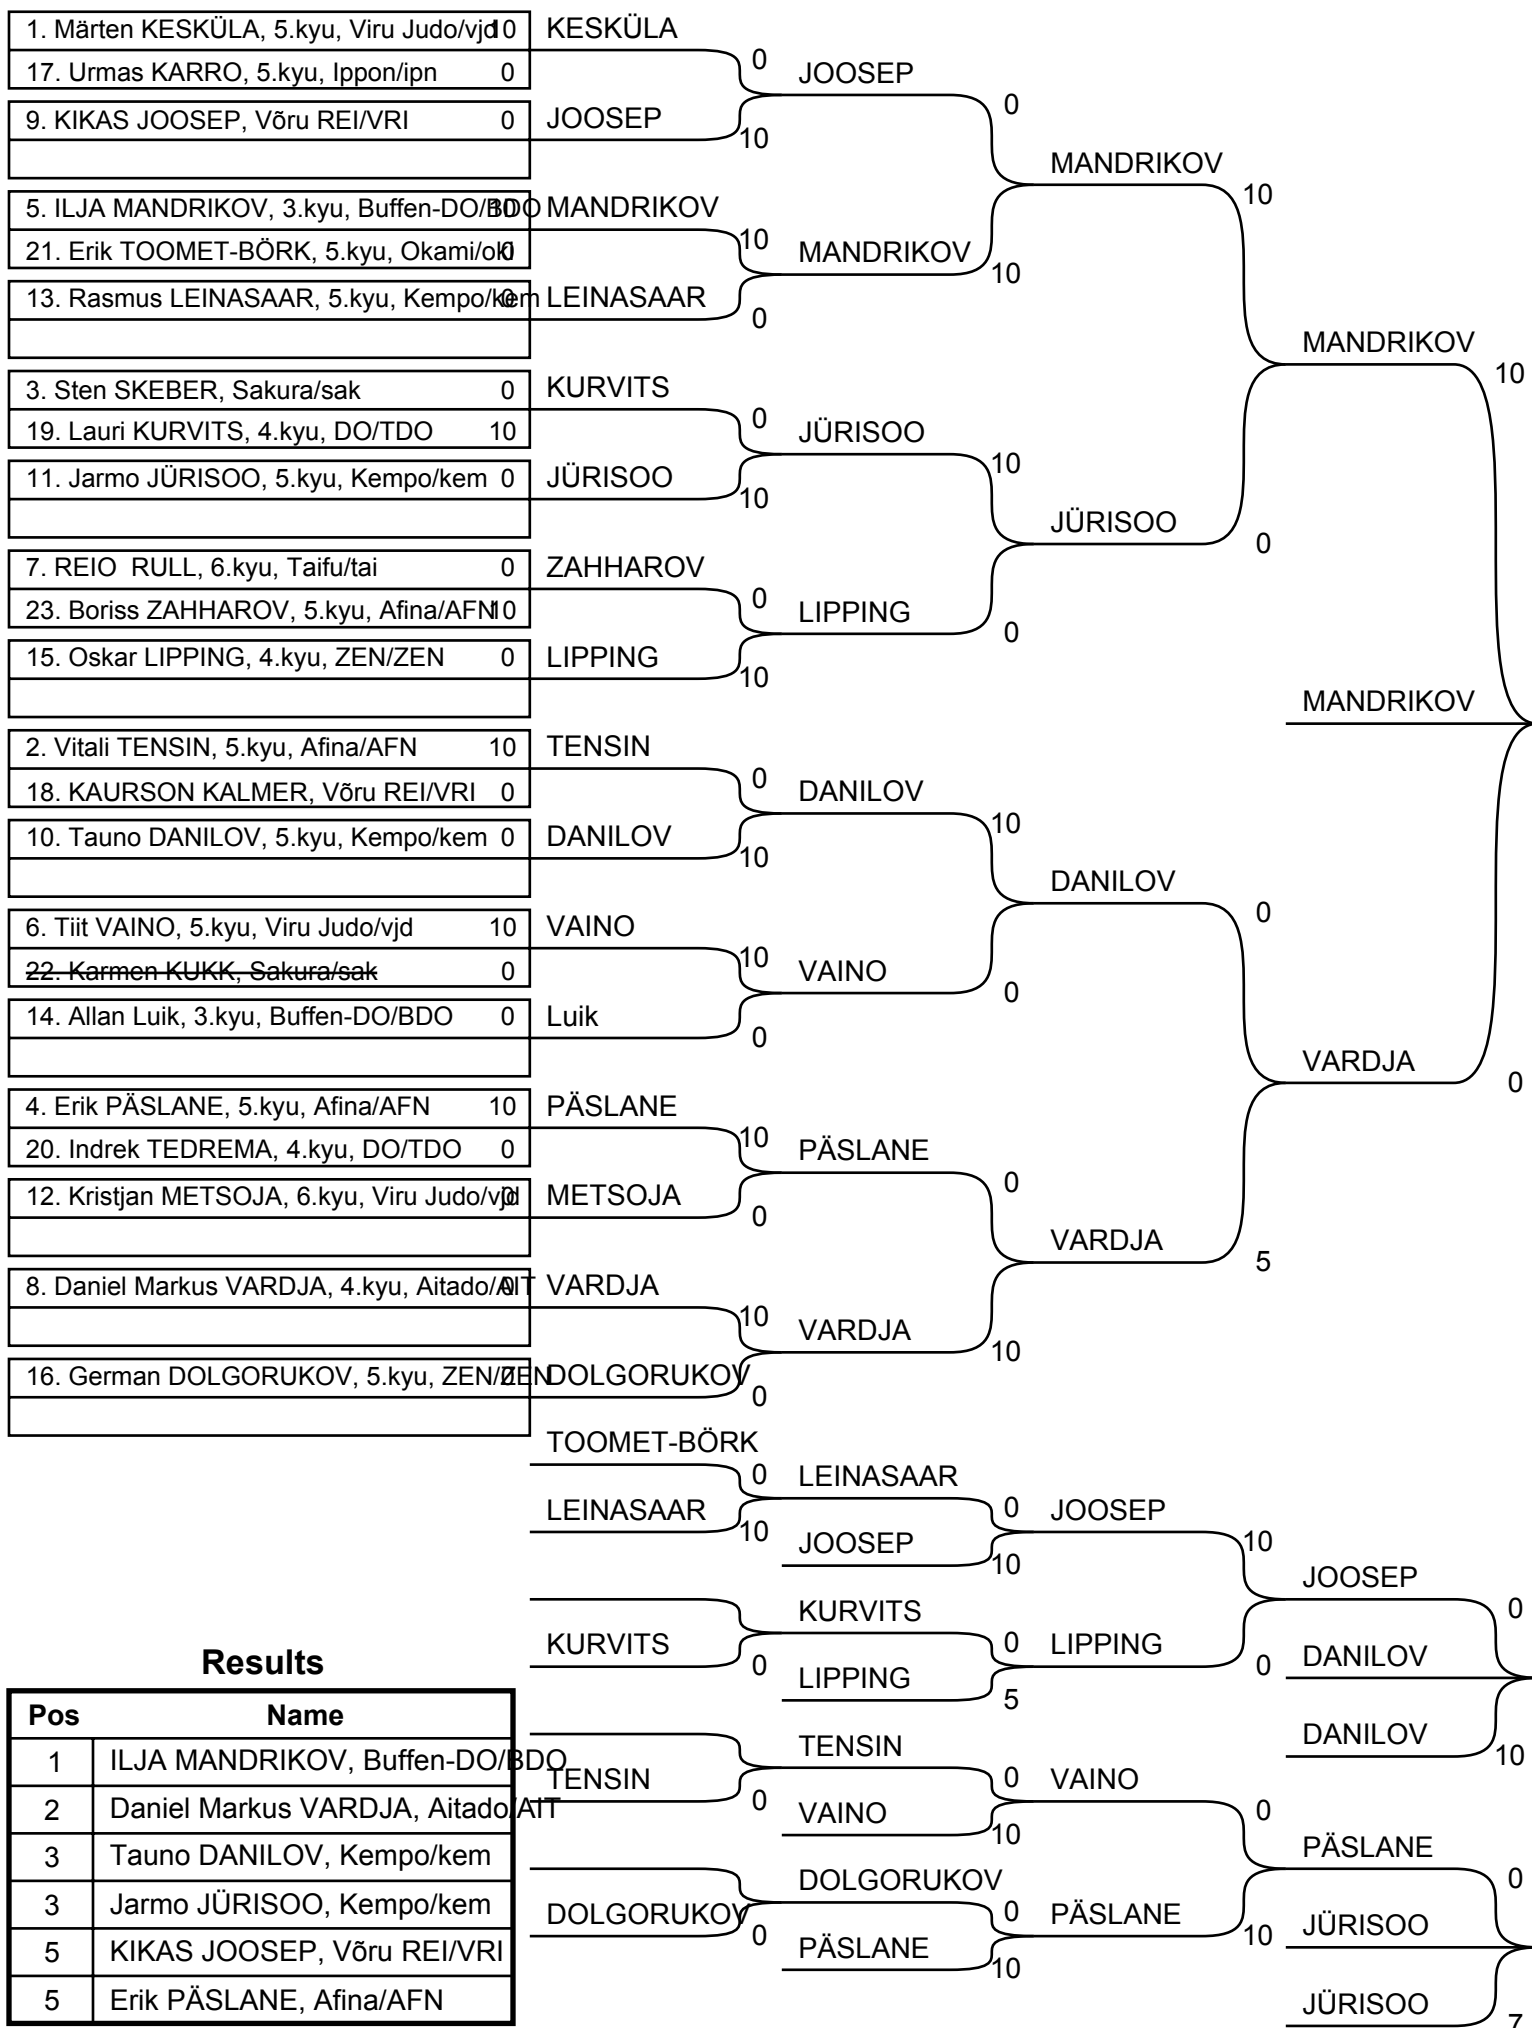 1. Märten KESKÜLA, 5.kyu, Viru Judo/vjd 10 KESKÜLA
0
17. Urmas KARRO, 5.kyu, Ippon/ipn 0 JOOSEP
0
9. KIKAS JOOSEP, Võru REI/VRI 0 JOOSEP
10
MANDRIKOV
10
5. ILJA MANDRIKOV, 3.kyu, Buffen-DO/BDO 10 MANDRIKOV
10
21. Erik TOOMET-BÖRK, 5.kyu, Okami/oki 0 MANDRIKOV
10
13. Rasmus LEINASAAR, 5.kyu, Kempo/kem 0 LEINASAAR
0
MANDRIKOV
10
3. Sten SKEBER, Sakura/sak 0 KURVITS
0
19. Lauri KURVITS, 4.kyu, DO/TDO 10 JÜRISOO
10
11. Jarmo JÜRISOO, 5.kyu, Kempo/kem 0 JÜRISOO
10
JÜRISOO
0
7. REIO  RULL, 6.kyu, Taifu/tai 0 ZAHHAROV
0
23. Boriss ZAHHAROV, 5.kyu, Afina/AFN 10 LIPPING
0
15. Oskar LIPPING, 4.kyu, ZEN/ZEN 0 LIPPING
10
MANDRIKOV
2. Vitali TENSIN, 5.kyu, Afina/AFN 10 TENSIN
0
18. KAURSON KALMER, Võru REI/VRI 0 DANILOV
10
10. Tauno DANILOV, 5.kyu, Kempo/kem 0 DANILOV
10
DANILOV
0
6. Tiit VAINO, 5.kyu, Viru Judo/vjd 10 VAINO
10
22. Karmen KUKK, Sakura/sak 0 VAINO
0
14. Allan Luik, 3.kyu, Buffen-DO/BDO 0 Luik
0
VARDJA
0
4. Erik PÄSLANE, 5.kyu, Afina/AFN 10 PÄSLANE
10
20. Indrek TEDREMA, 4.kyu, DO/TDO 0 PÄSLANE
0
12. Kristjan METSOJA, 6.kyu, Viru Judo/vjd 0 METSOJA
0
VARDJA
5
8. Daniel Markus VARDJA, 4.kyu, Aitado/AIT 0 VARDJA
10
VARDJA
10
16. German DOLGORUKOV, 5.kyu, ZEN/ZEN 0 DOLGORUKOV
0
TOOMET-BÖRK
0
LEINASAAR
0
LEINASAAR
10
JOOSEP
10
JOOSEP
10
JOOSEP
0
KURVITS
0
KURVITS
0
LIPPING
0
LIPPING
5
DANILOV
DANILOV
10
TENSIN
0
TENSIN
0
VAINO
0
VAINO
10
PÄSLANE
0
DOLGORUKOV
0
DOLGORUKOV
0
PÄSLANE
10
PÄSLANE
10
JÜRISOO
JÜRISOO
7
Results
Pos Name
1 ILJA MANDRIKOV, Buffen-DO/BDO
2 Daniel Markus VARDJA, Aitado/AIT
3 Tauno DANILOV, Kempo/kem
3 Jarmo JÜRISOO, Kempo/kem
5 KIKAS JOOSEP, Võru REI/VRI
5 Erik PÄSLANE, Afina/AFN